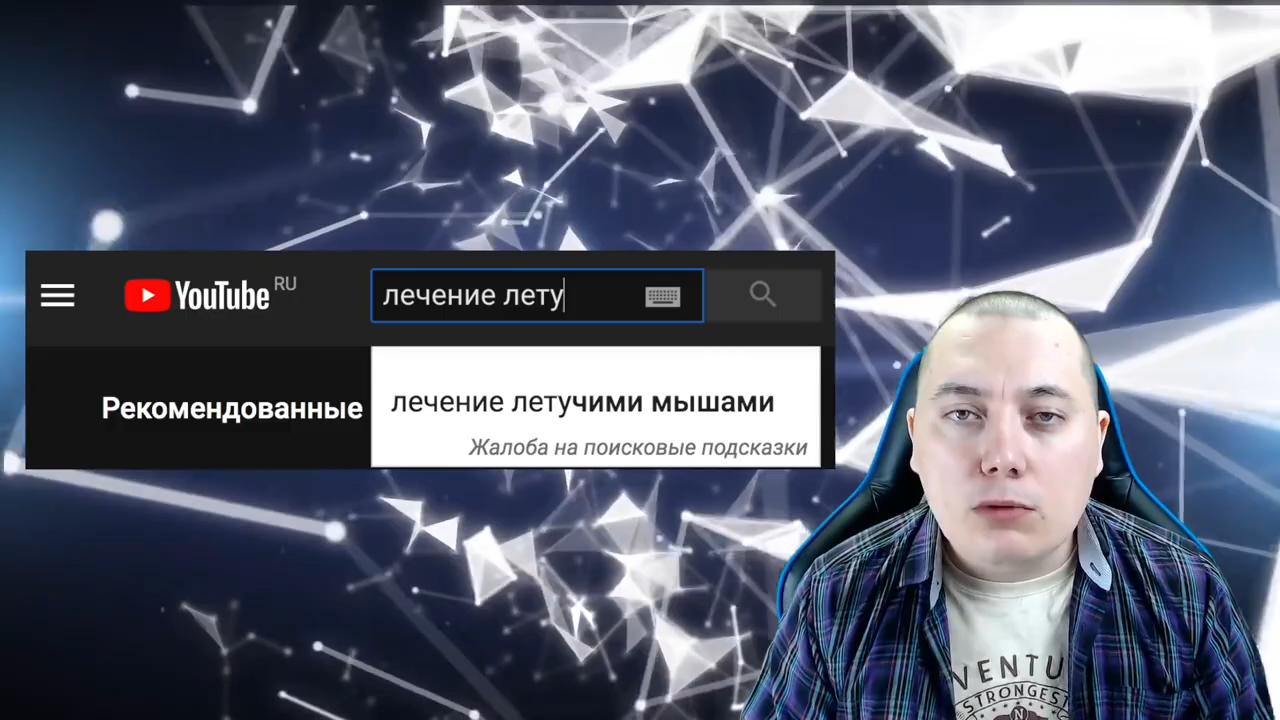 YouTube RU
лечение лету
Рекомендованные
лечение летучими мышами
Жалоба на поисковые подсказки
VENTU
STRONGEST
N